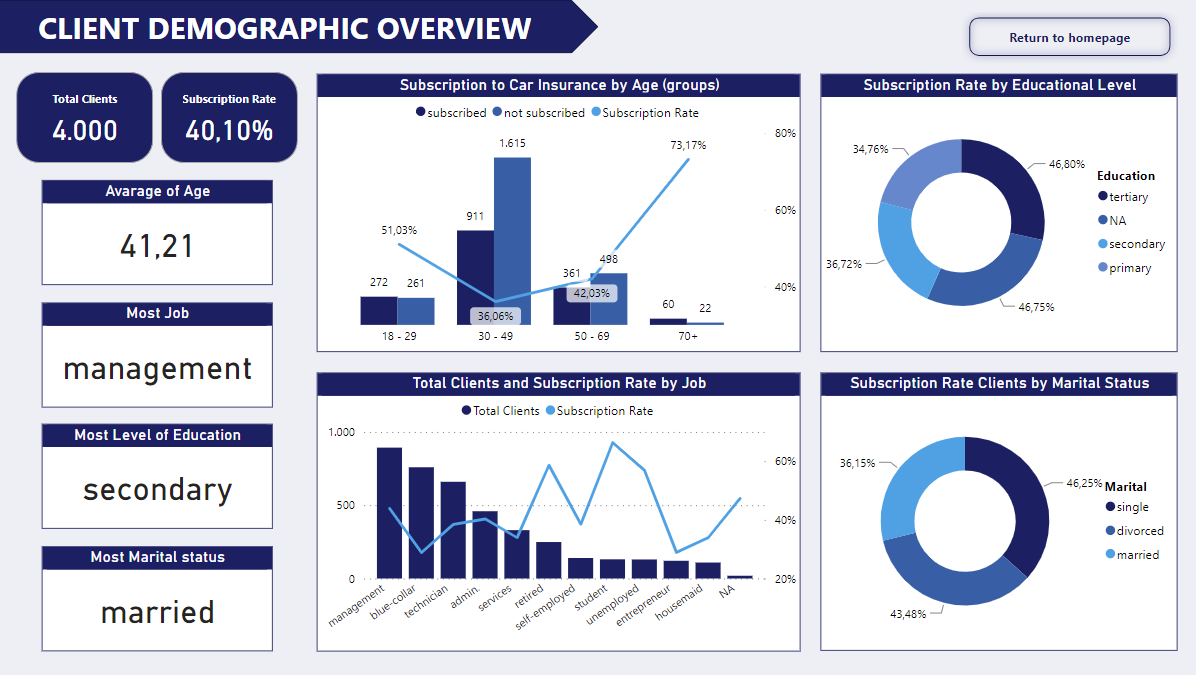 CLIENT DEMOGRAPHIC OVERVIEW
Return to homepage
Total Clients
4.000
Subscription Rate
40,10%
Avarage of Age
41,21
Most Job
management
Most Level of Education
secondary
Most Marital status
married
Subscription to Car Insurance by Age (groups)
subscribed not subscribed Subscription Rate
80%
60%
40%
51,03%
36,06%
42,03%
73,17%
272 261
911 1.615
361 498
60 22
18 - 29 30 - 49 50 - 69 70+
Subscription Rate by Educational Level
34,76%
46,80%
36,72%
46,75%
Education
tertiary
NA
secondary
primary
Total Clients and Subscription Rate by Job
Total Clients Subscription Rate
1.000
500
0
60%
40%
20%
management
blue-collar
technician
admin.
services
retired
self-employed
student
unemployed
entrepreneur
housemaid
NA
Subscription Rate Clients by Marital Status
36,15%
46,25%
43,48%
Marital
single
divorced
married